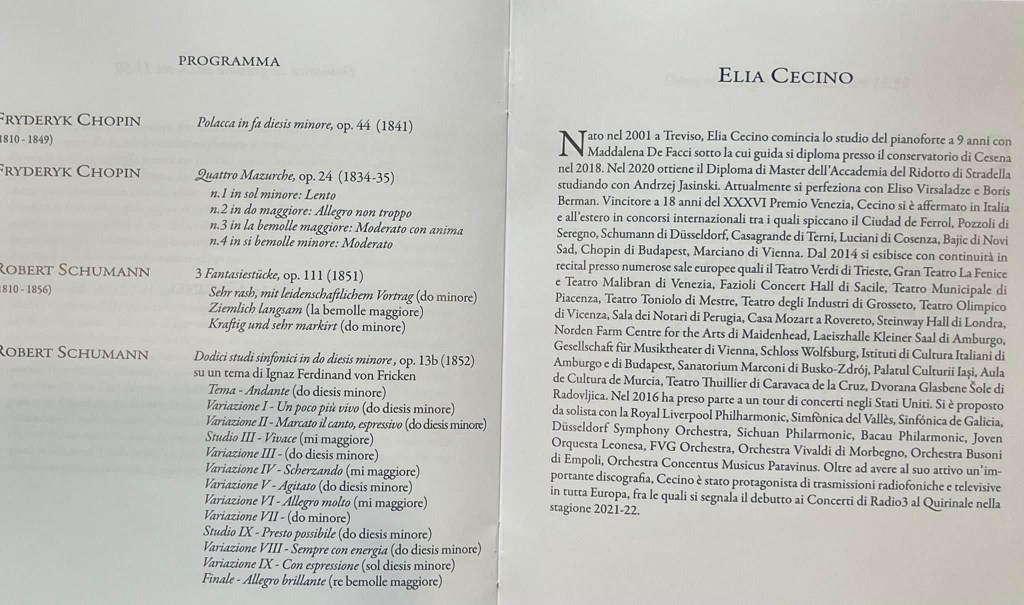 PROGRAMMA
FRYDERYK CHOPIN
(1810 - 1849)
Polacca in fa diesis minore, op. 44 (1841)
FRYDERYK CHOPIN
Quattro Mazurche, op. 24 (1834-35)
n.1 in sol minore: Lento
n.2 in do maggiore: Allegro non troppo
n.3 in la bemolle maggiore: Moderato con anima
n.4 in si bemolle minore: Moderato
ROBERT SCHUMANN
1810 - 1856)
3 Fantasiestücke, op. 111 (1851)
Sehr rash, mit leidenschaftlichem Vortrag (do minore)
Ziemlich langsam (la bemolle maggiore)
Kraftig und sehr markirt (do minore)
ROBERT SCHUMANN
Dodici studi sinfonici in do diesis minore, op. 13b (1852)
su un tema di Ignaz Ferdinand von Fricken
Tema - Andante (do diesis minore)
Variazione I - Un poco più vivo (do diesis minore)
Variazione II - Marcato il canto, espressivo (do diesis minore)
Studio III - Vivace (mi maggiore)
Variazione III - (do diesis minore)
Variazione IV - Scherzando (mi maggiore)
Variazione V - Agitato (do diesis minore)
Variazione VI - Allegro molto (mi maggiore)
Variazione VII - (do minore)
Studio IX - Presto possibile (do diesis minore)
Variazione VIII - Sempre con energia (do diesis minore)
Variazione IX - Con espressione (sol diesis minore)
Finale - Allegro brillante (re bemolle maggiore)
ELIA CECINO
Nato nel 2001 a Treviso, Elia Cecino comincia lo studio del pianoforte a 9 anni con
Maddalena De Facci sotto la cui guida si diploma presso il conservatorio di Cesena
nel 2018. Nel 2020 ottiene il Diploma di Master dell'Accademia del Ridotto di Stradella
studiando con Andrzej Jasinski. Attualmente si perfeziona con Eliso Virsaladze e Boris
Berman. Vincitore a 18 anni del XXXVI Premio Venezia, Cecino si è affermato in Italia
e all'estero in concorsi internazionali tra i quali spiccano il Ciudad de Ferrol, Pozzoli di
Seregno, Schumann di Düsseldorf, Casagrande di Terni, Luciani di Cosenza, Bajic di Novi
Sad, Chopin di Budapest, Marciano di Vienna. Dal 2014 si esibisce con continuità in
recital presso numerose sale europee quali il Teatro Verdi di Trieste, Gran Teatro La Fenice
e Teatro Malibran di Venezia, Fazioli Concert Hall di Sacile, Teatro Municipale di
Piacenza, Teatro Toniolo di Mestre, Teatro degli Industri di Grosseto, Teatro Olimpico
di Vicenza, Sala dei Notari di Perugia, Casa Mozart a Rovereto, Steinway Hall di Londra,
Norden Farm Centre for the Arts di Maidenhead, Laeiszhalle Kleiner Saal di Amburgo,
Gesellschaft für Musiktheater di Vienna, Schloss Wolfsburg, Istituti di Cultura Italiani di
Amburgo e di Budapest, Sanatorium Marconi di Busko-Zdrój, Palatul Culturii Iași, Aula
de Cultura de Murcia, Teatro Thuillier di Caravaca de la Cruz, Dvorana Glasbene Šole di
Radovljica. Nel 2016 ha preso parte a un tour di concerti negli Stati Uniti. Si è proposto
da solista con la Royal Liverpool Philharmonic, Simfònica del Vallès, Sinfónica de Galicia,
Düsseldorf Symphony Orchestra, Sichuan Philarmonic, Bacau Philarmonic, Joven
Orquesta Leonesa, FVG Orchestra, Orchestra Vivaldi di Morbegno, Orchestra Busoni
di Empoli, Orchestra Concentus Musicus Patavinus. Oltre ad avere al suo attivo un'im-
portante discografia, Cecino è stato protagonista di trasmissioni radiofoniche e televisive
in tutta Europa, fra le quali si segnala il debutto ai Concerti di Radio3 al Quirinale nella
stagione 2021-22.